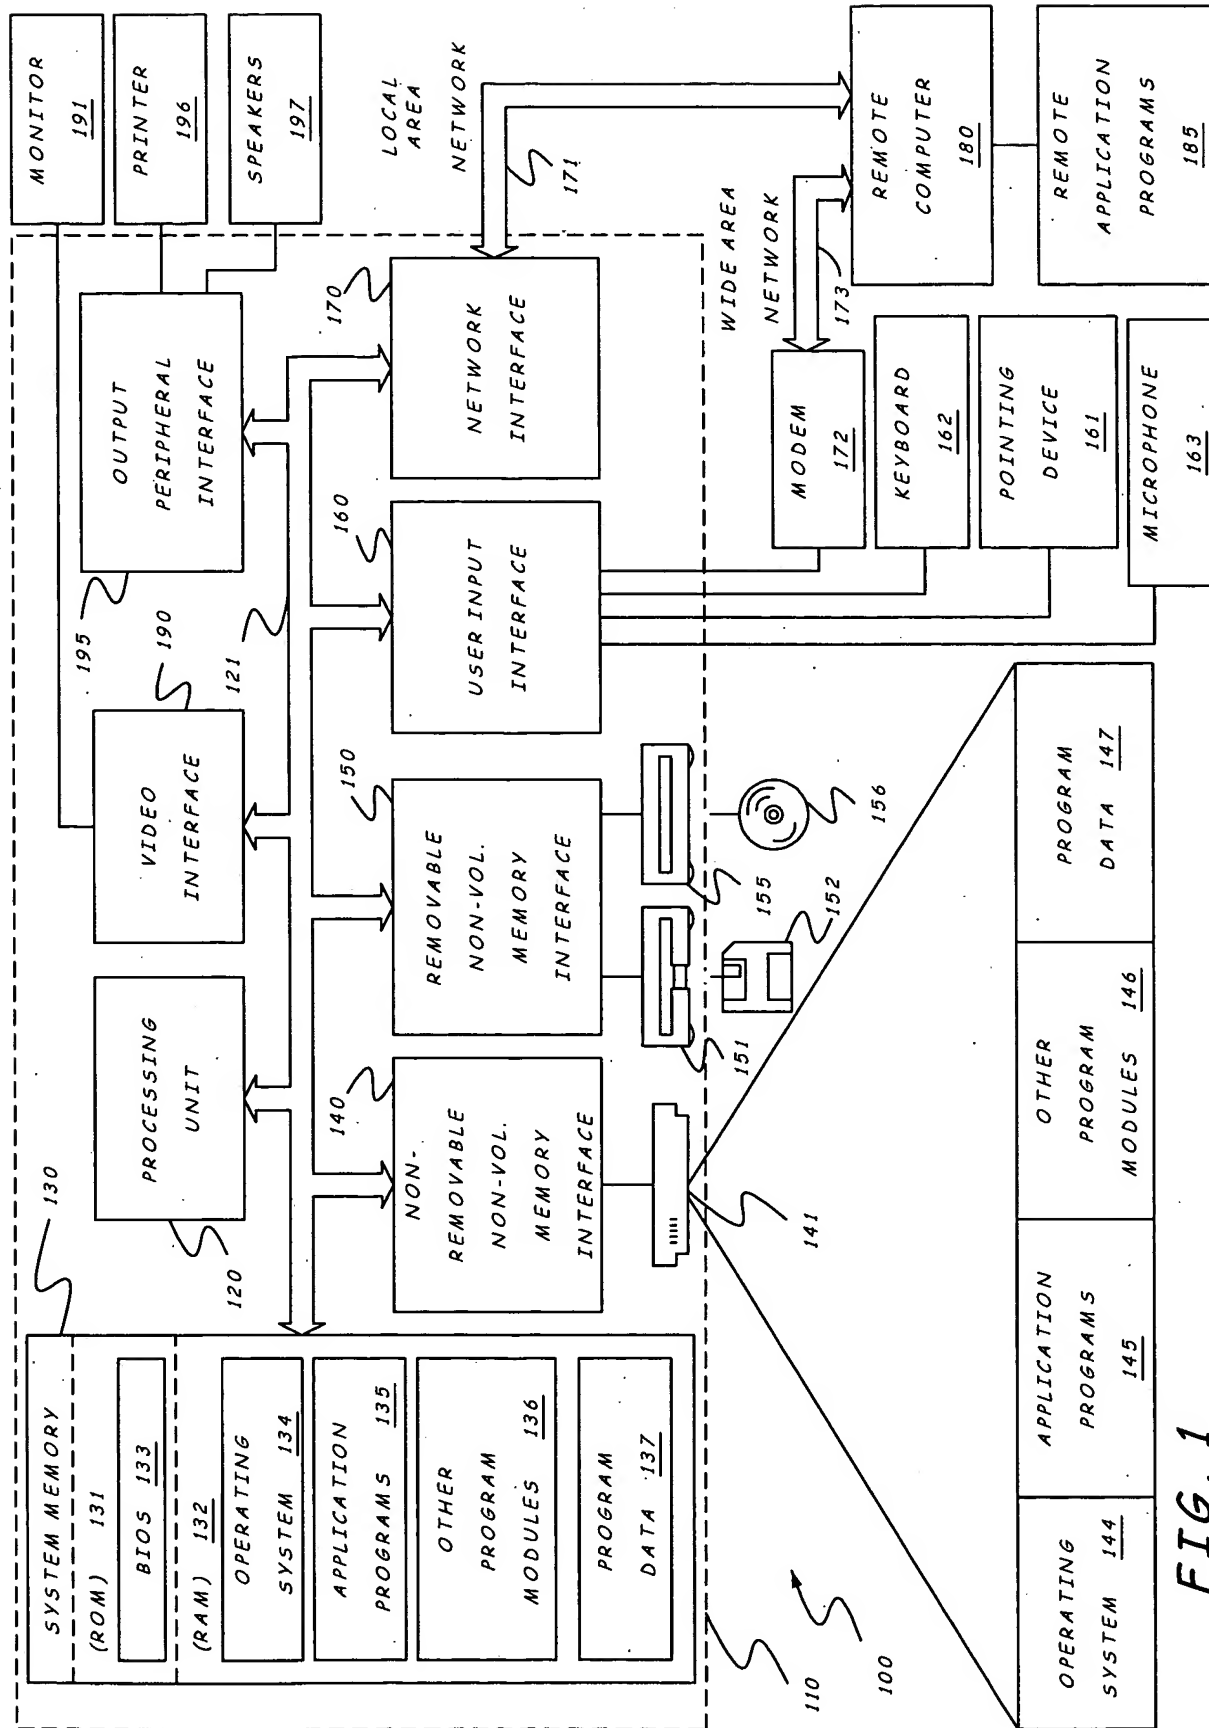 SYSTEM MEMORY
(ROM) 131
BIOS 133
(RAM) 132
OPERATING
SYSTEM 134
APPLICATION
PROGRAMS 135
OTHER
PROGRAM
MODULES 136
PROGRAM
DATA 137
130
PROCESSING
UNIT
120
VIDEO
INTERFACE
190
121
OUTPUT
PERIPHERAL
INTERFACE
195
MONITOR
191
PRINTER
196
SPEAKERS
197
NON-
REMOVABLE
NON-VOL.
MEMORY
INTERFACE
140
REMOVABLE
NON-VOL.
MEMORY
INTERFACE
150
USER INPUT
INTERFACE
160
NETWORK
INTERFACE
170
LOCAL
AREA
NETWORK
171
WIDE AREA
NETWORK
173
141
151
152
155
156
MODEM
172
KEYBOARD
162
POINTING
DEVICE
161
MICROPHONE
163
REMOTE
COMPUTER
180
REMOTE
APPLICATION
PROGRAMS
185
110
100
OPERATING
SYSTEM 144
APPLICATION
PROGRAMS
145
OTHER
PROGRAM
MODULES 146
PROGRAM
DATA 147
FIG. 1